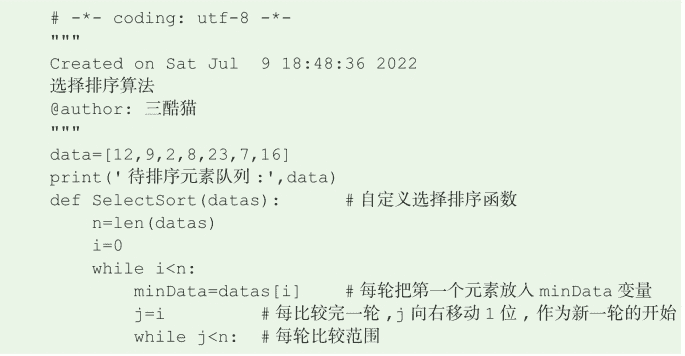 # -*- coding: utf-8 -*-
"""
Created on Sat Jul  9 18:48:36 2022
选择排序算法
@author: 三酷猫
"""
data=[12,9,2,8,23,7,16]
print('待排序元素队列:',data)
def SelectSort(datas):      #自定义选择排序函数
    n=len(datas)
    i=0
    while i<n:
        minData=datas[i]    #每轮把第一个元素放入 minData 变量
        j=i         #每比较完一轮,j 向右移动 1 位,作为新一轮的开始
        while j<n:  #每轮比较范围